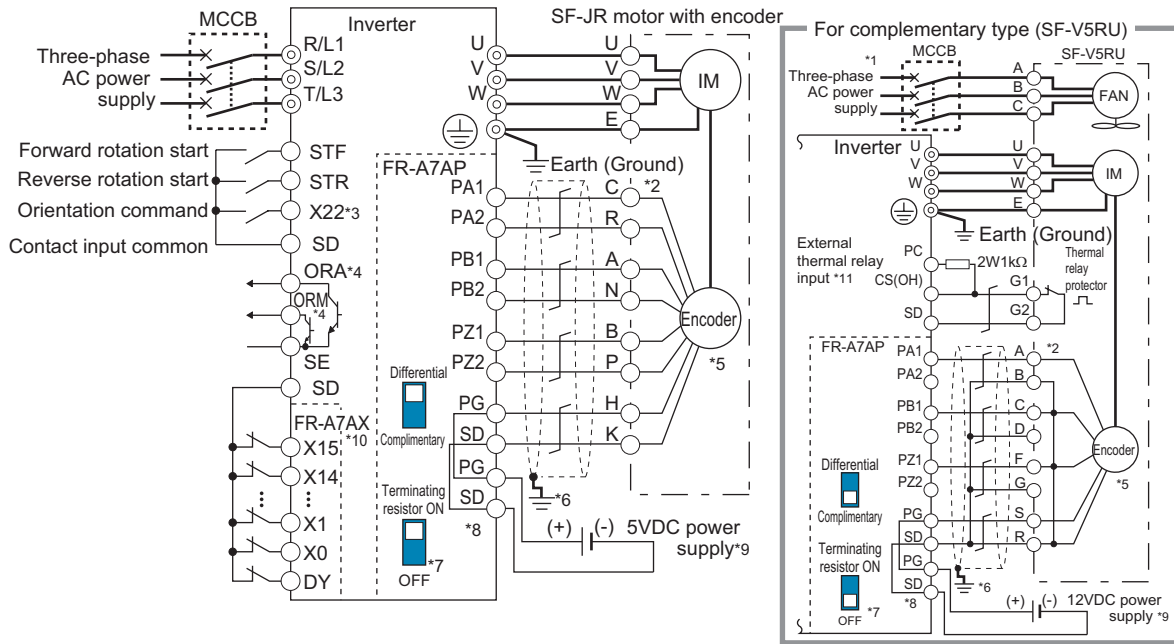 MCCB
Inverter
SF-JR motor with encoder
Three-phase
AC power
supply
R/L1
S/L2
T/L3
U
V
W
U
V
W
E
IM
Forward rotation start
Reverse rotation start
Orientation command
Contact input common
STF
STR
X22*3
SD
ORA*4
ORM
*4
SE
SD
FR-A7AX
*10
X15
X14
X1
X0
DY
FR-A7AP
Earth (Ground)
*2
PA1
PA2
PB1
PB2
PZ1
PZ2
PG
SD
PG
SD
C
R
A
N
B
P
H
K
Encoder
*5
Differential
Complimentary
Terminating
resistor ON
OFF
*7
*8
*6
(+)
(-)
5VDC power
supply*9
For complementary type (SF-V5RU)
*1
MCCB
SF-V5RU
Three-phase
AC power
supply
A
B
C
FAN
Inverter
U
V
W
U
V
W
E
IM
Earth (Ground)
External
thermal relay
input *11
PC
CS(OH)
SD
2W1kΩ
G1
G2
Thermal
relay
protector
FR-A7AP
PA1
PA2
PB1
PB2
PZ1
PZ2
PG
SD
PG
SD
A
*2
B
C
D
F
G
S
R
Encoder
*5
Differential
Complimentary
Terminating
resistor ON
OFF
*7
*8
*6
(+)
(-)
12VDC power
supply *9